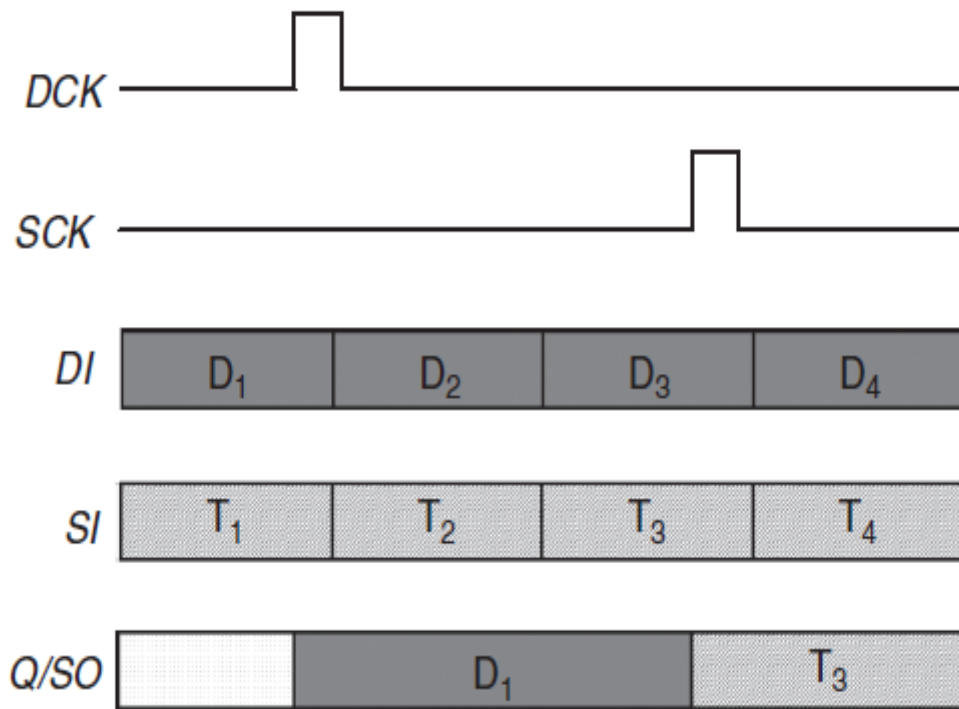 DCK
SCK
DI D₁ D₂ D₃ D₄
SI T₁ T₂ T₃ T₄
Q/SO D₁ T₃